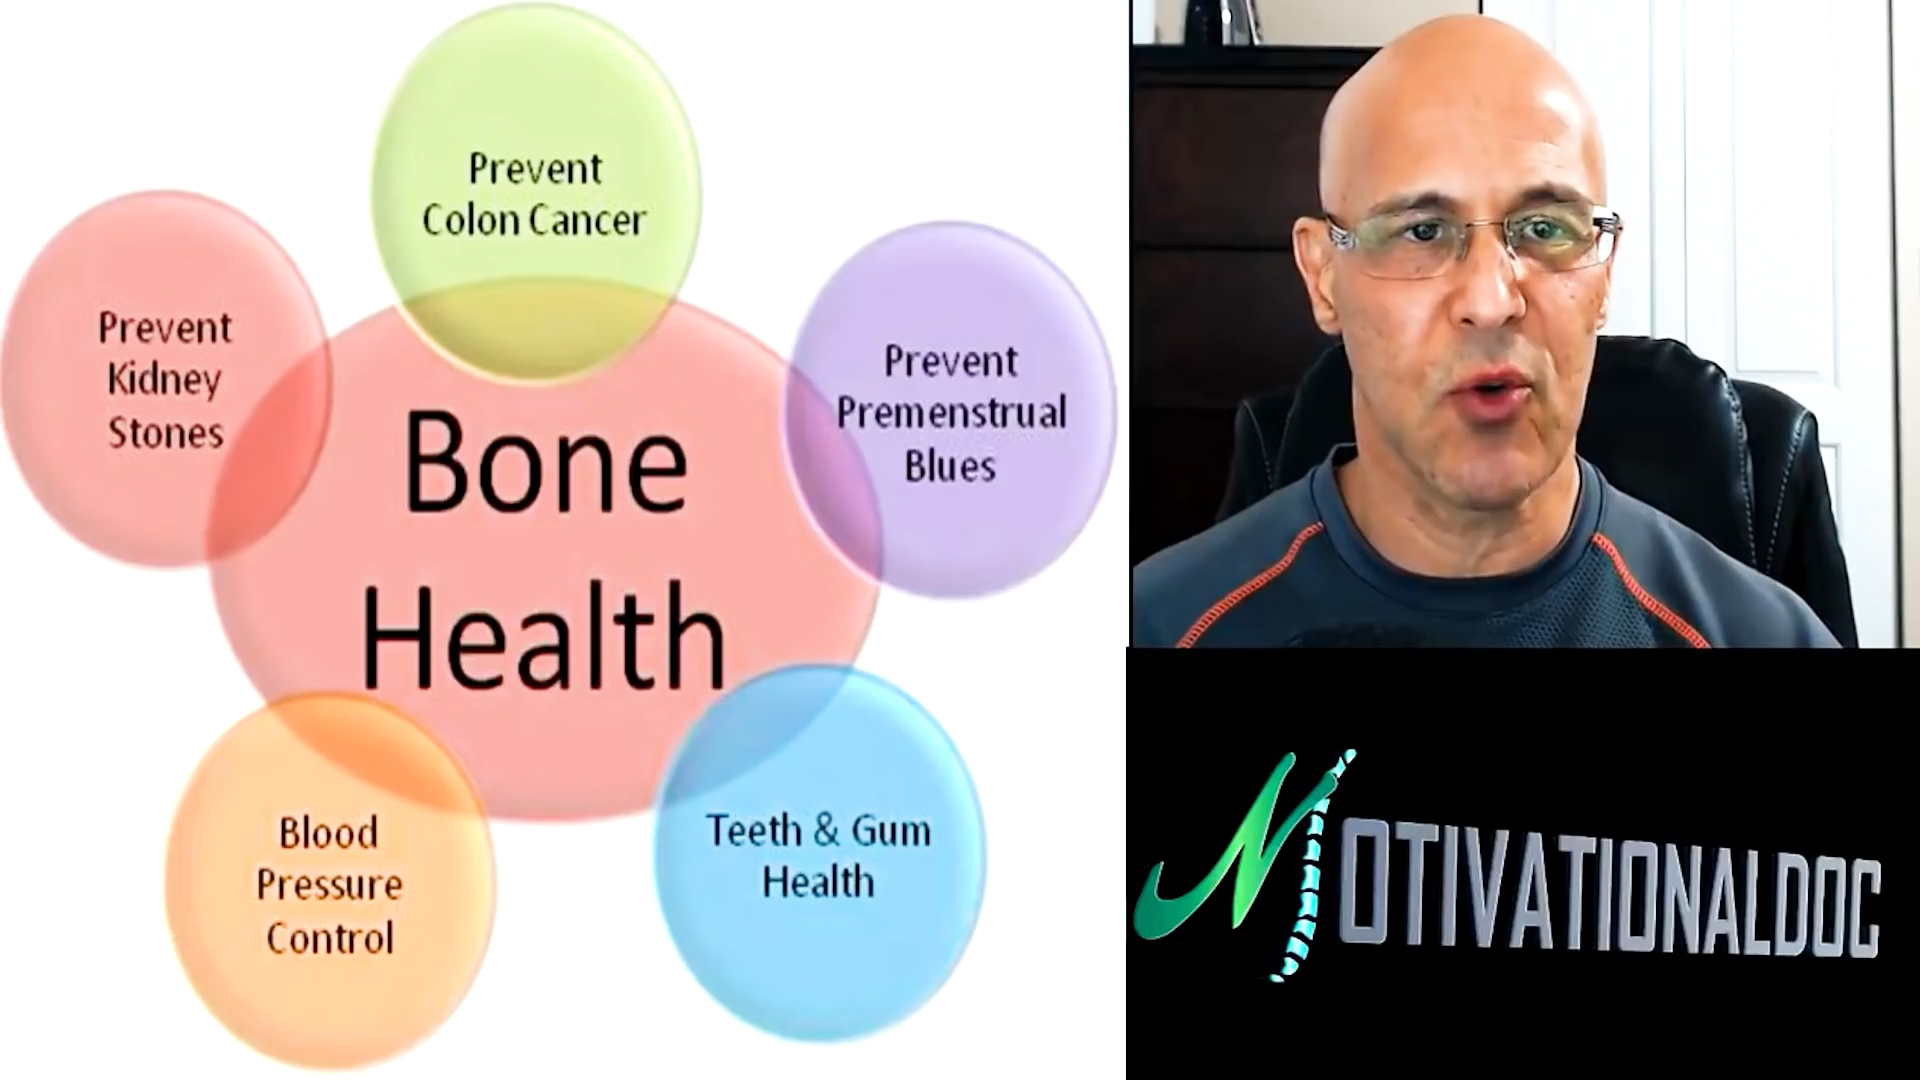 Prevent
Colon Cancer
Prevent
Kidney
Stones
Prevent
Premenstrual
Blues
Bone
Health
Blood
Pressure
Control
Teeth & Gum
Health
MOTIVATIONALDOC